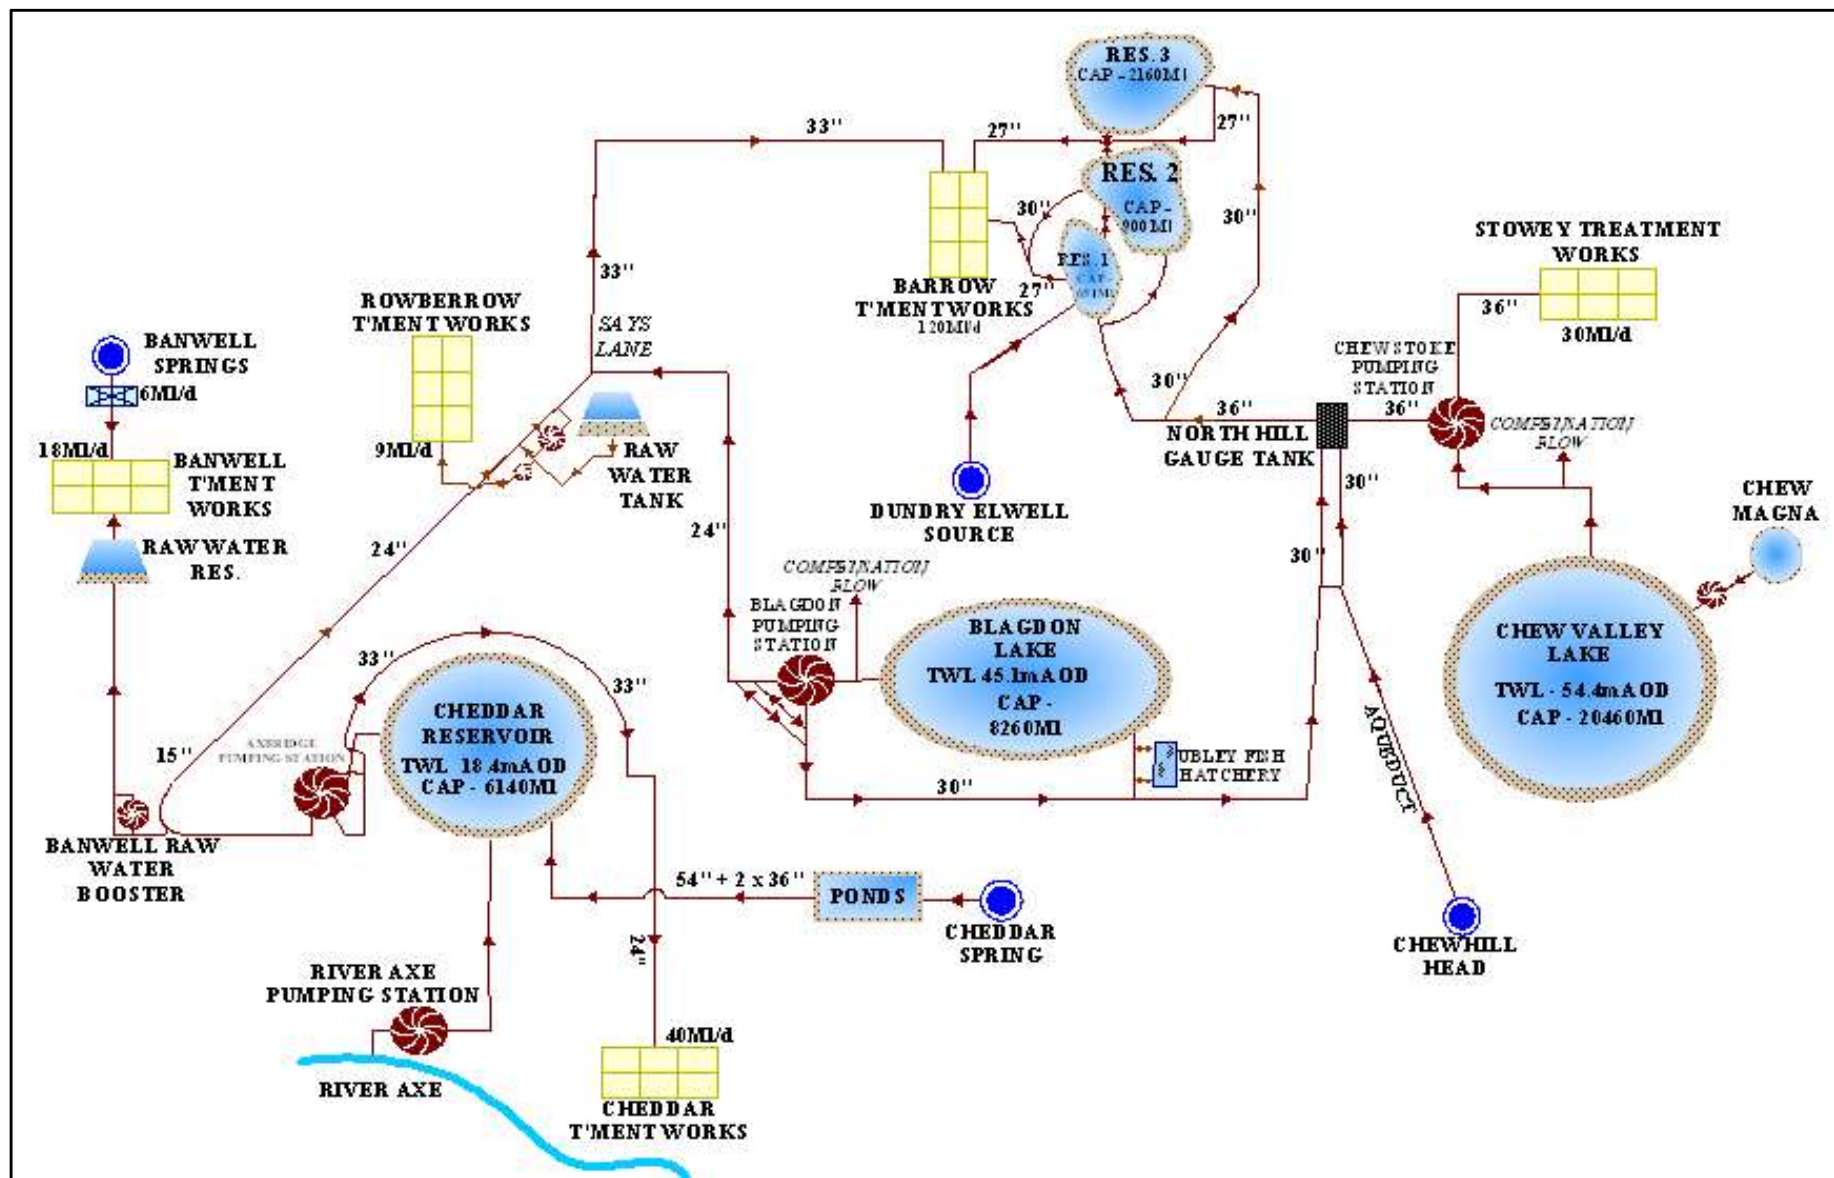 RES. 3
CAP - 2160Ml
33"
27"
27"
RES. 2
CAP -
900Ml
30"
30"
RES. 1
CAP -
27"
BARROW
T'MENT WORKS
120Ml/d
33"
SAYS
LANE
ROWBERROW
T'MENT WORKS
9Ml/d
RAW
WATER
TANK
BANWELL
SPRINGS
6Ml/d
18Ml/d
BANWELL
T'MENT
WORKS
RAW WATER
RES.
24"
24"
STOWEY TREATMENT
WORKS
36"
30Ml/d
CHEWSTOKE
PUMPING
STATION
30"
36"
36"
NORTH HILL
GAUGE TANK
30"
30"
DUNDRY ELWELL
SOURCE
FLOW
CHEW
MAGNA
FLOW
BLAGDON
PUMPING
STATION
BLAGDON
LAKE
TWL 45.1mAOD
CAP -
8260Ml
CHEW VALLEY
LAKE
TWL - 54.4mAOD
CAP - 20460Ml
33"
33"
CHEDDAR
RESERVOIR
TWL 18.4mAOD
CAP - 6140Ml
15"
AXBRIDGE
PUMPING STATION
BANWELL RAW
WATER
BOOSTER
UBLEY FISH
HATCHERY
30"
AQUEDUCT
54" + 2 x 36"
PONDS
CHEDDAR
SPRING
CHEWHILL
HEAD
24"
RIVER AXE
PUMPING STATION
RIVER AXE
40Ml/d
CHEDDAR
T'MENT WORKS